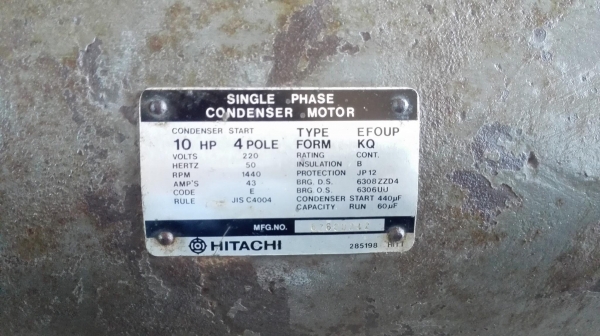 SINGLE PHASE
CONDENSER MOTOR
CONDENSER START
10 HP 4 POLE
VOLTS 220
HERTZ 50
RPM 1440
AMP'S 43
CODE E
RULE JIS C4004
TYPE EFOUP
FORM KQ
RATING CONT.
INSULATION B
PROTECTION JP12
BRG. D.S. 6308ZZD4
BRG. O.S. 6306UU
CONDENSER START 440µF
CAPACITY RUN 60µF
MFG.NO.
HITACHI
285198 HITT